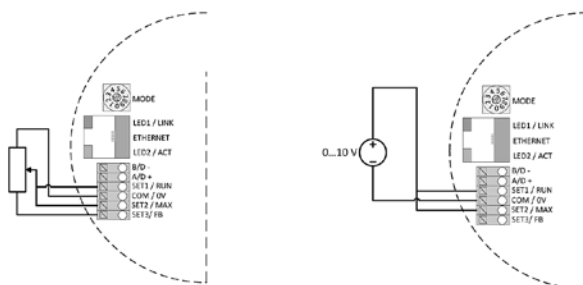 MODE
LED1 / LINK
ETHERNET
LED2 / ACT
B/D -
A/D +
SET1 / RUN
COM / 0V
SET2 / MAX
SET3/ FB
0...10 V
+
−
MODE
LED1 / LINK
ETHERNET
LED2 / ACT
B/D -
A/D +
SET1 / RUN
COM / 0V
SET2 / MAX
SET3/ FB